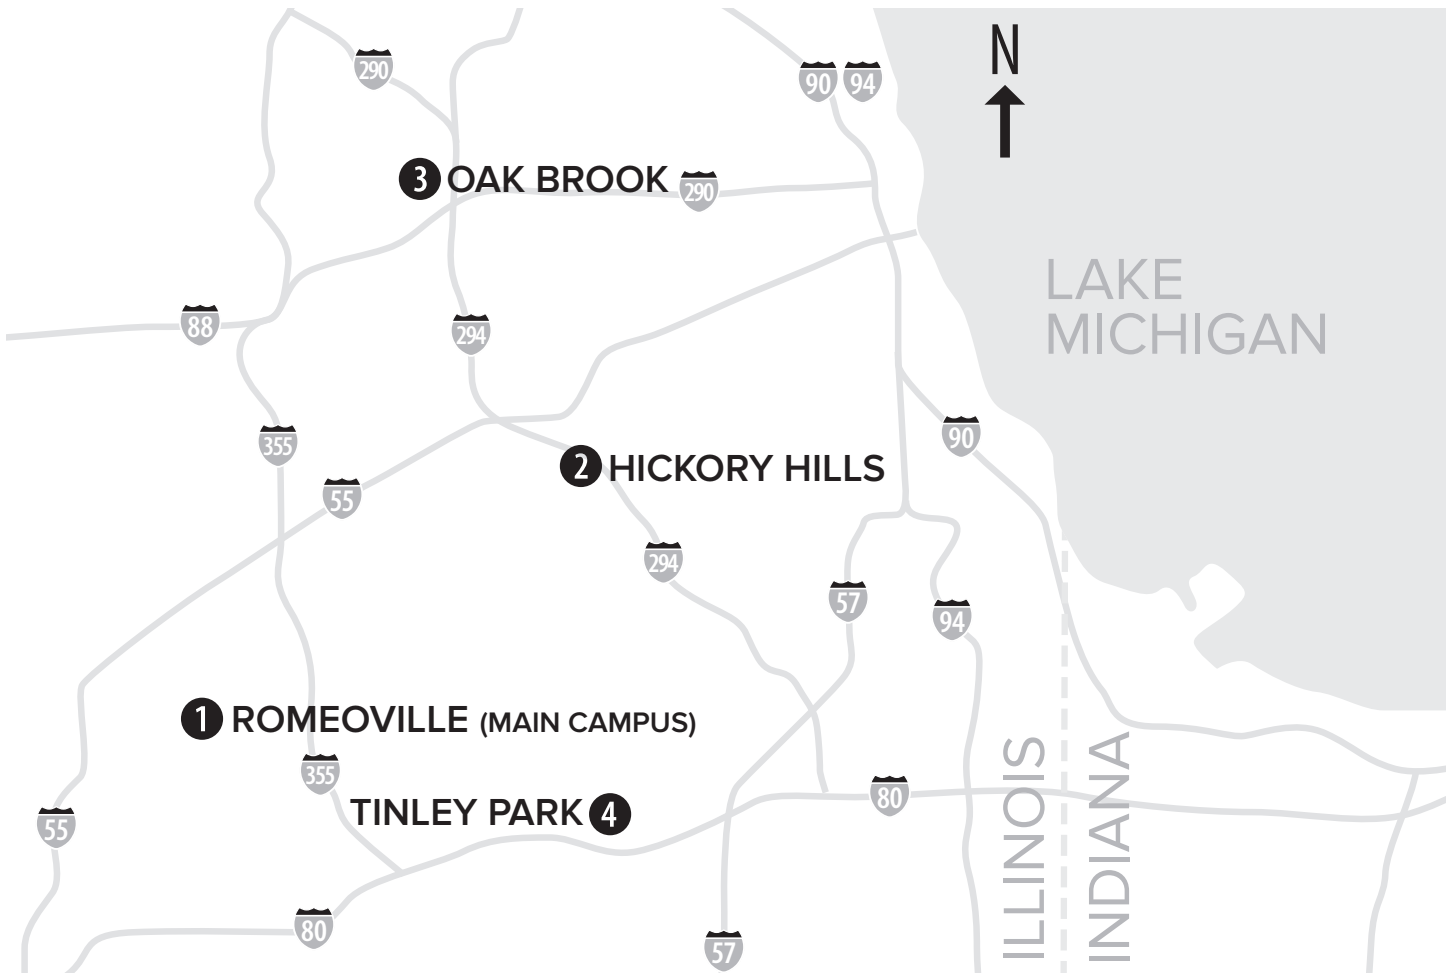 N
290
90 94
3 OAK BROOK 290
LAKE
MICHIGAN
88
294
355
90
2 HICKORY HILLS
55
294
57
94
1 ROMEOVILLE (MAIN CAMPUS)
355
80
TINLEY PARK 4
55
ILLINOIS
INDIANA
80
57